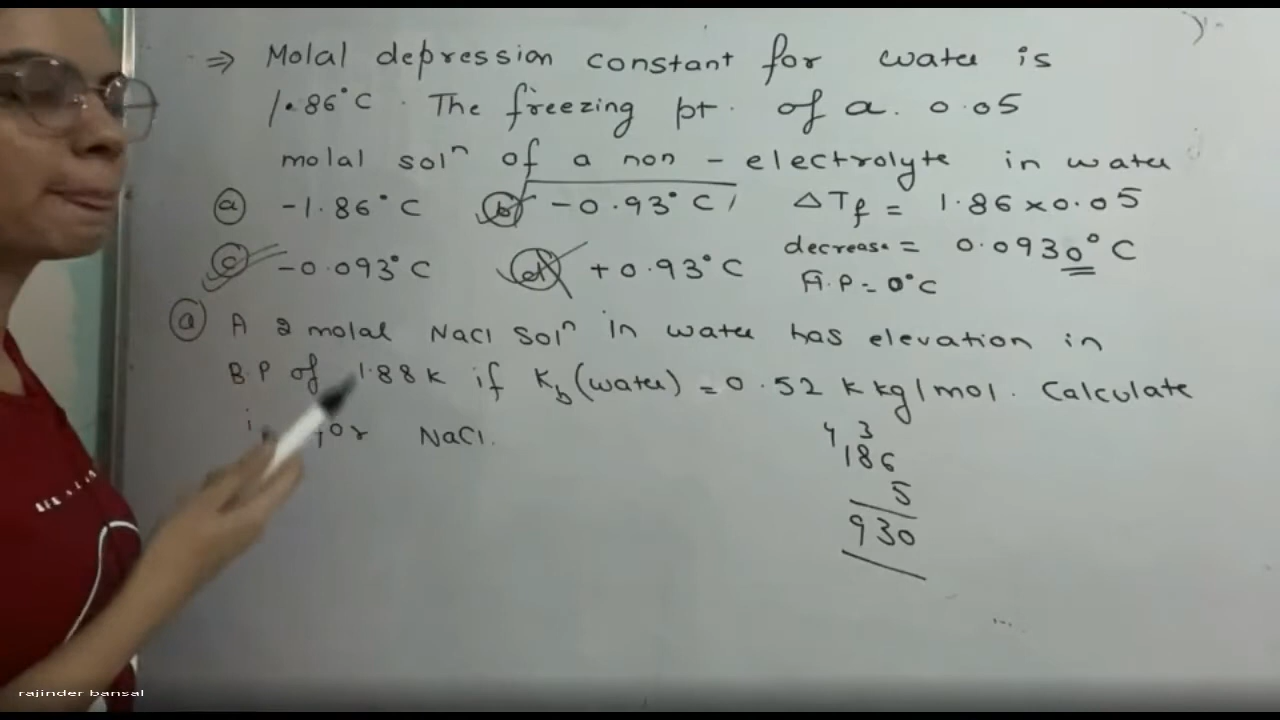 ⇒ Molal depression constant for water is
1.86°C. The freezing pt. of a. 0.05
molal solⁿ of a non-electrolyte in water
(a) -1.86°C (b) -0.93°C, ΔTf = 1.86×0.05
decrease = 0.0930°C
(c) -0.093°C (d) +0.93°C
F.P = 0°C
(Q) A 2 molal NaCl Solⁿ in water has elevation in
B.P of 1.88K if Kb(water) = 0.52 K kg/mol. Calculate
for NaCl.
4 3
186
5
930
rajinder bansal